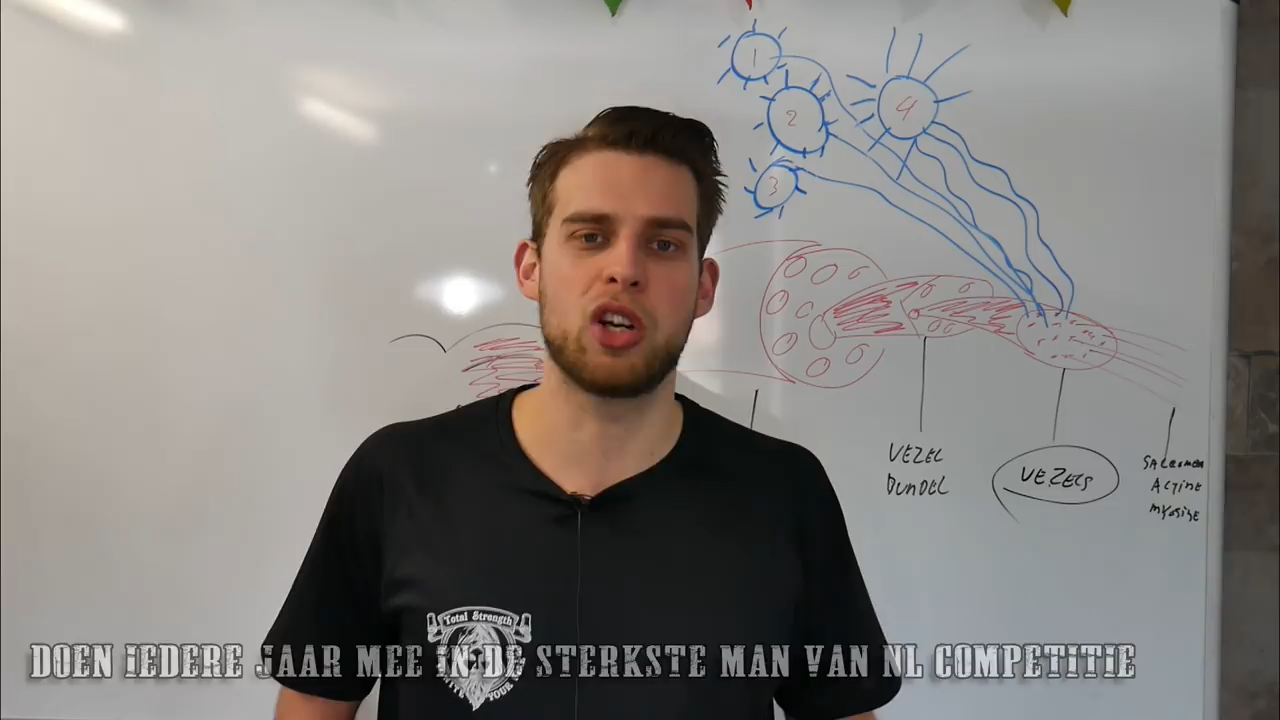 1
2
4
3
VEZEL
BUNDEL
VEZELS
ACTINE
MYOSINE
Total Strength
DOEN IEDERE JAAR MEE IN DE STERKSTE MAN VAN NL COMPETITIE